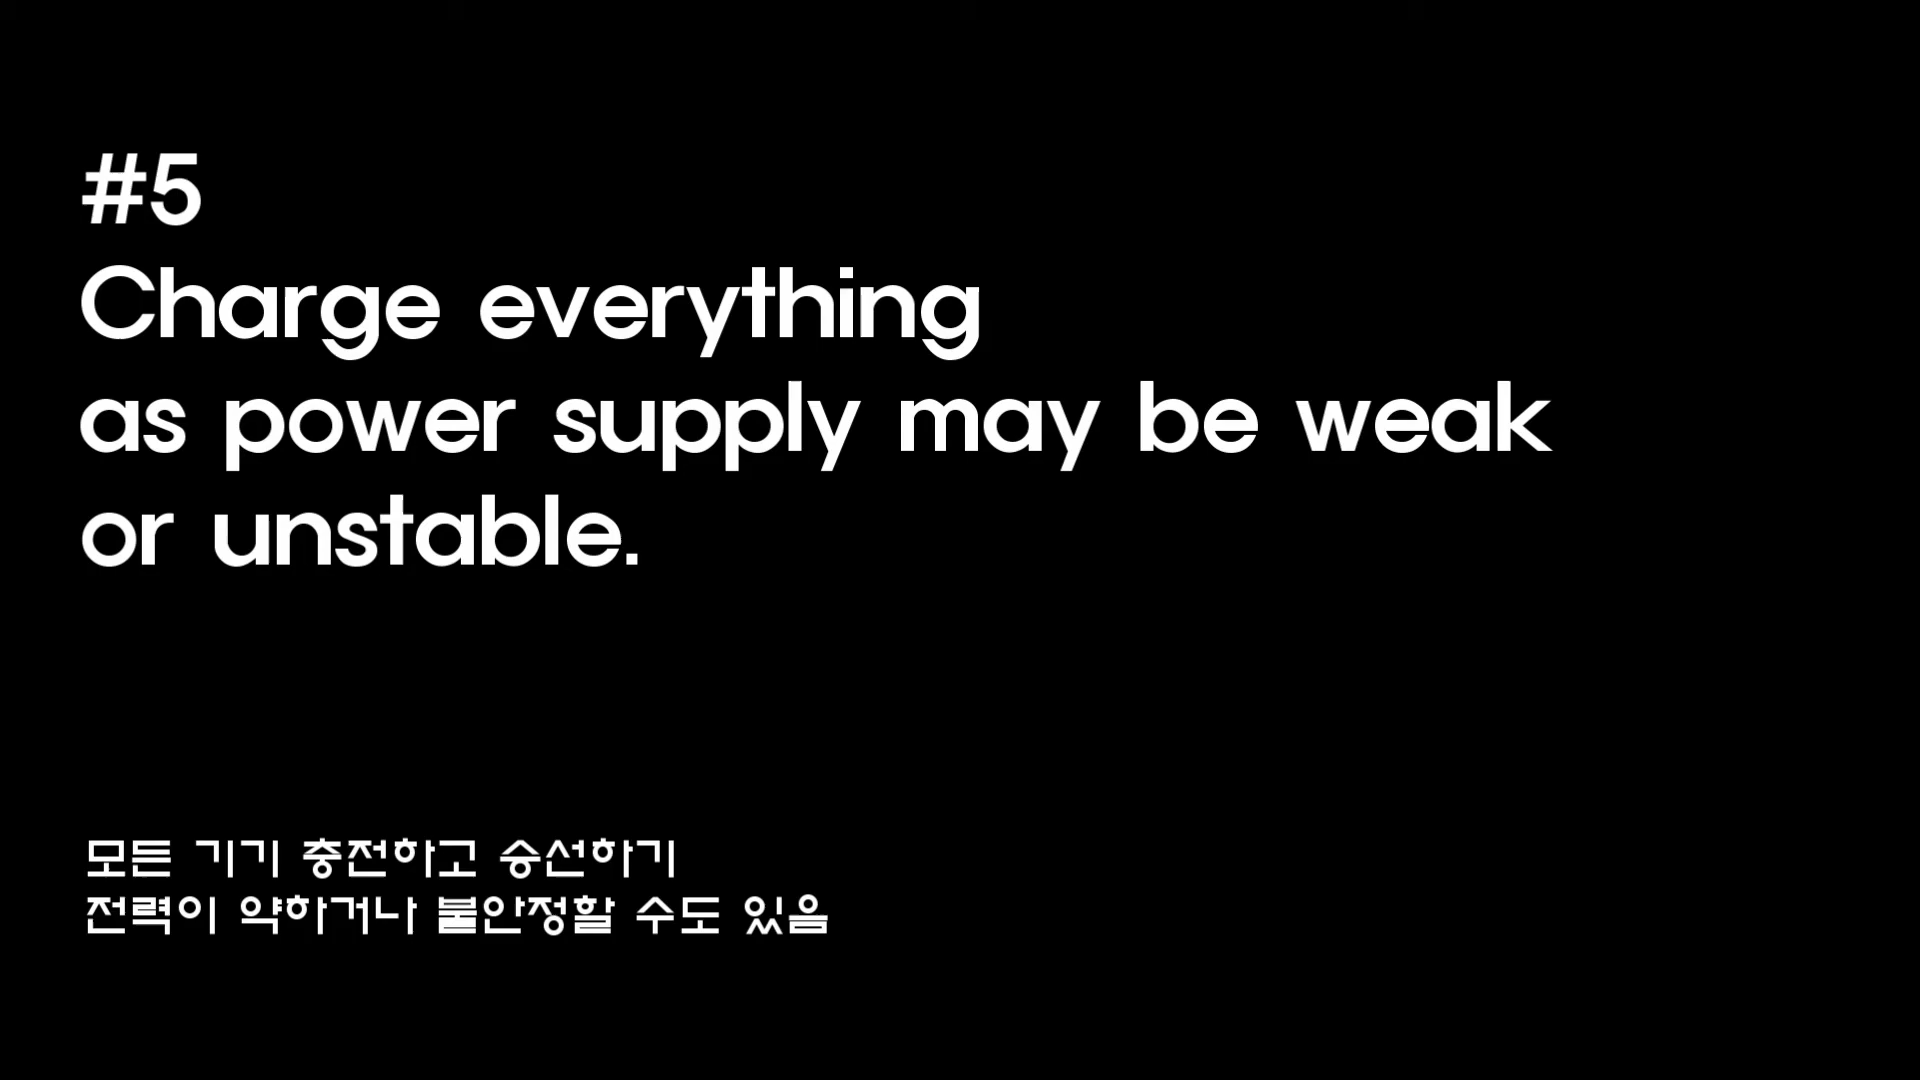 #5
Charge everything
as power supply may be weak
or unstable.
모든 기기 충전하고 승선하기
전력이 약하거나 불안정할 수도 있음